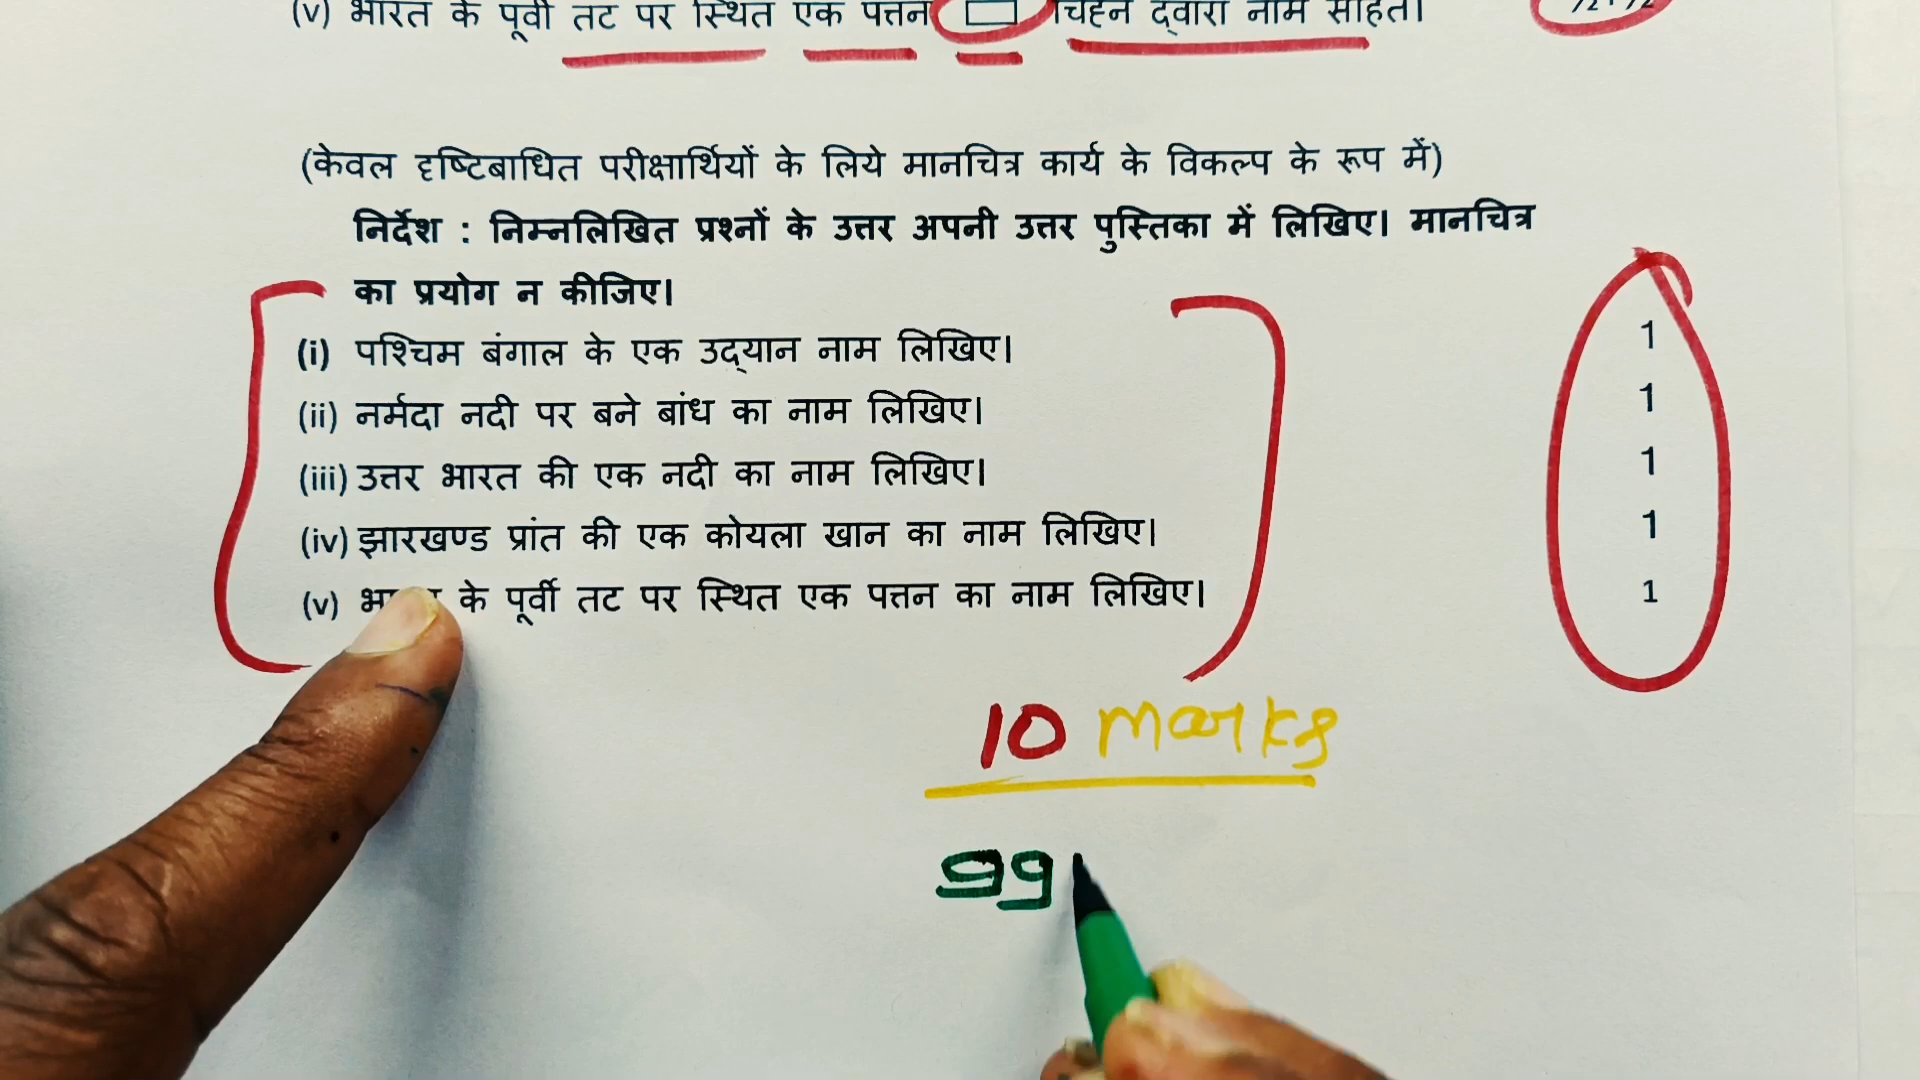 (v) भारत के पूर्वी तट पर स्थित एक पत्तन चिह्न द्वारा नाम सहित।
(केवल दृष्टिबाधित परीक्षार्थियों के लिये मानचित्र कार्य के विकल्प के रूप में)
निर्देश : निम्नलिखित प्रश्नों के उत्तर अपनी उत्तर पुस्तिका में लिखिए। मानचित्र
का प्रयोग न कीजिए।
(i) पश्चिम बंगाल के एक उद्यान नाम लिखिए। 1
(ii) नर्मदा नदी पर बने बांध का नाम लिखिए। 1
(iii) उत्तर भारत की एक नदी का नाम लिखिए। 1
(iv) झारखण्ड प्रांत की एक कोयला खान का नाम लिखिए। 1
(v) के पूर्वी तट पर स्थित एक पत्तन का नाम लिखिए। 1
10 marks
99